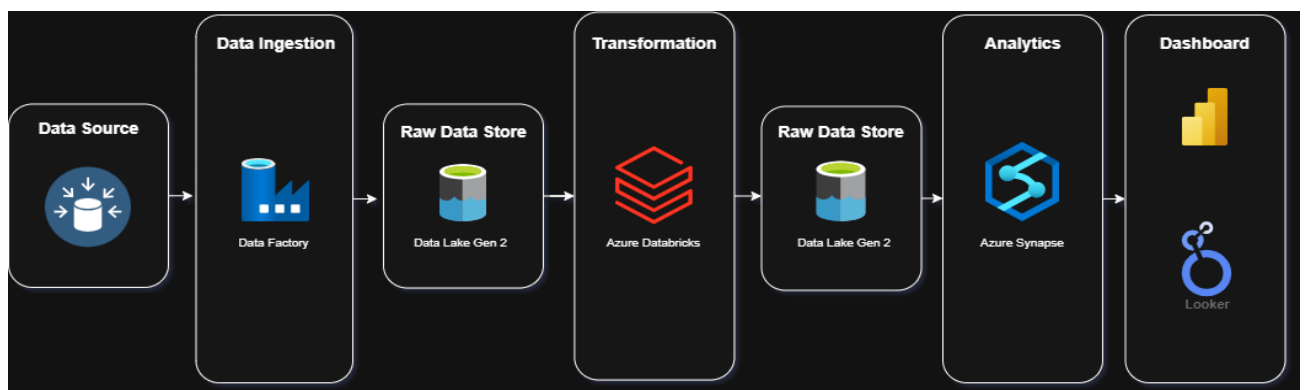 Data Source
Data Ingestion
Data Factory
Raw Data Store
Data Lake Gen 2
Transformation
Azure Databricks
Raw Data Store
Data Lake Gen 2
Analytics
Azure Synapse
Dashboard
Looker